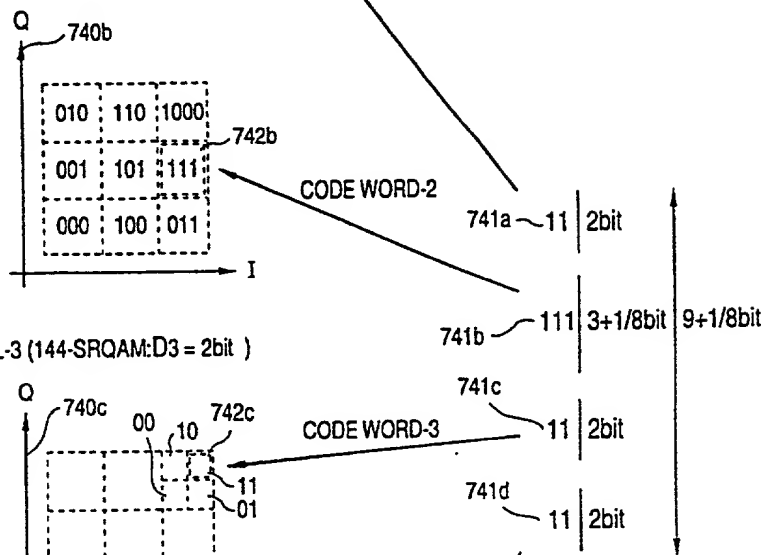 Q
740b
010 110 1000
742b
001 101 111
000 100 011
I
CODE WORD-2
741a 11 2bit
741b 111 3+1/8bit 9+1/8bit
-3 (144-SRQAM:D3 = 2bit )
Q
740c
00 10 742c
11
01
CODE WORD-3
741c
11 2bit
741d
11 2bit